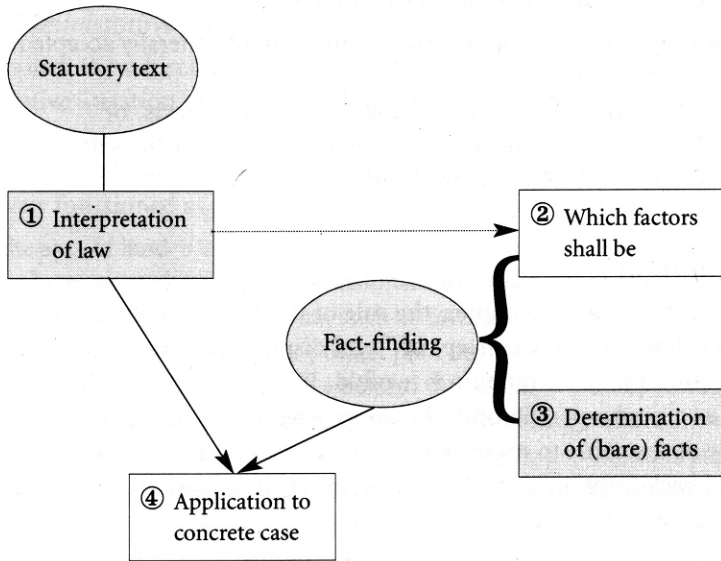 Statutory text
① Interpretation
of law
② Which factors
shall be
Fact-finding
③ Determination
of (bare) facts
④ Application to
concrete case